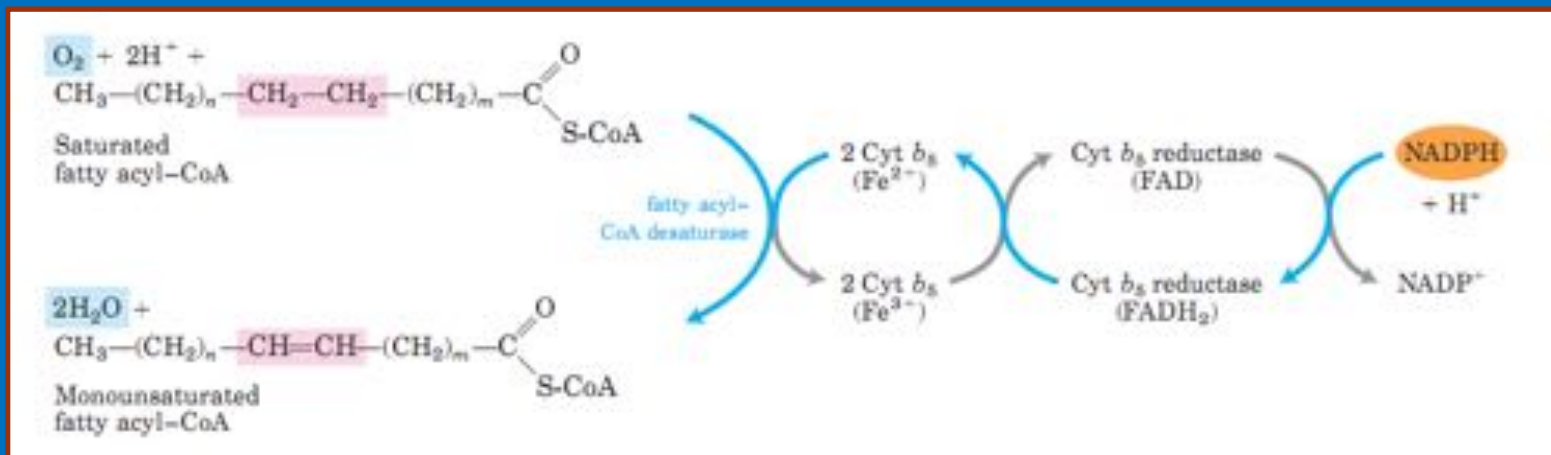 O₂ + 2H⁺ +
CH₃—(CH₂)ₙ—CH₂—CH₂—(CH₂)ₘ—C
O
S-CoA
Saturated
fatty acyl–CoA
fatty acyl–
CoA desaturase
2H₂O +
CH₃—(CH₂)ₙ—CH=CH—(CH₂)ₘ—C
O
S-CoA
Monounsaturated
fatty acyl–CoA
2 Cyt b₅
(Fe²⁺)
2 Cyt b₅
(Fe³⁺)
Cyt b₅ reductase
(FAD)
Cyt b₅ reductase
(FADH₂)
NADPH
+ H⁺
NADP⁺